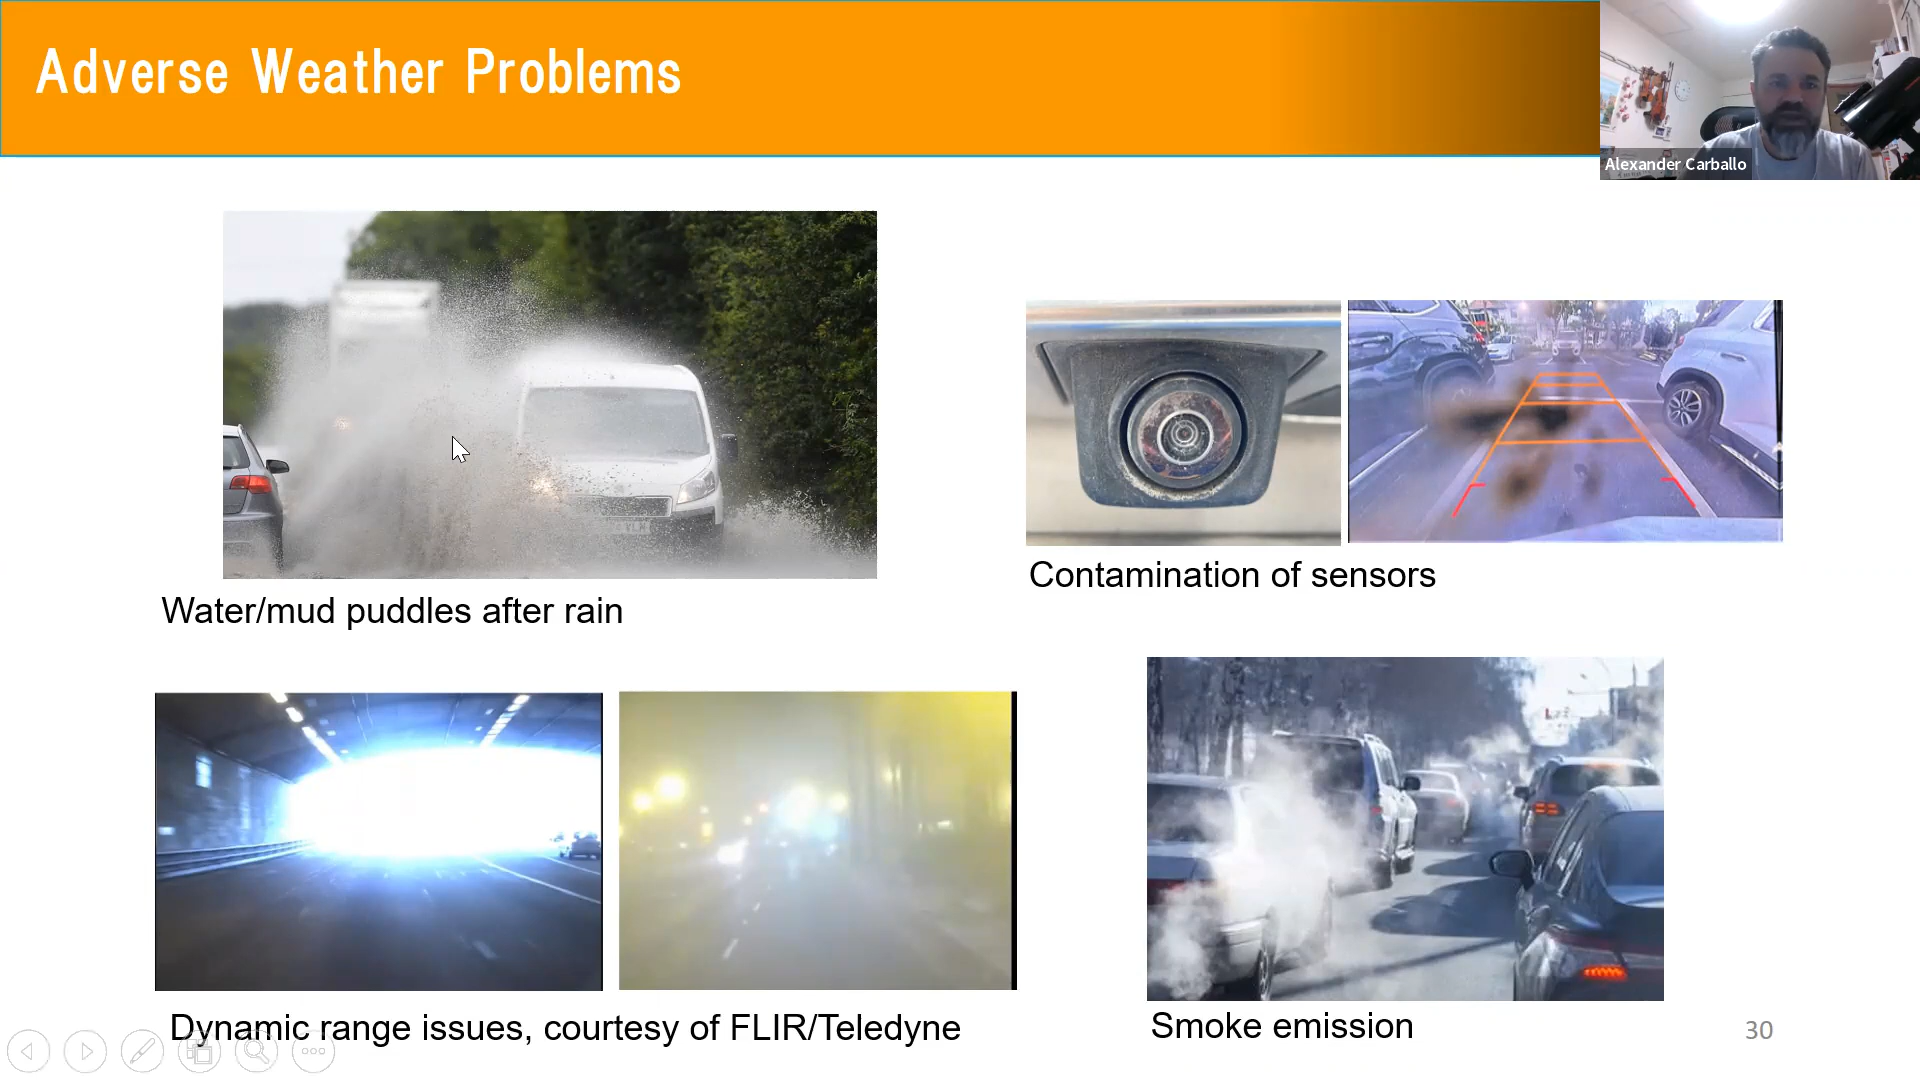 Adverse Weather Problems
Alexander Carballo
Water/mud puddles after rain
Contamination of sensors
Dynamic range issues, courtesy of FLIR/Teledyne
Smoke emission
30